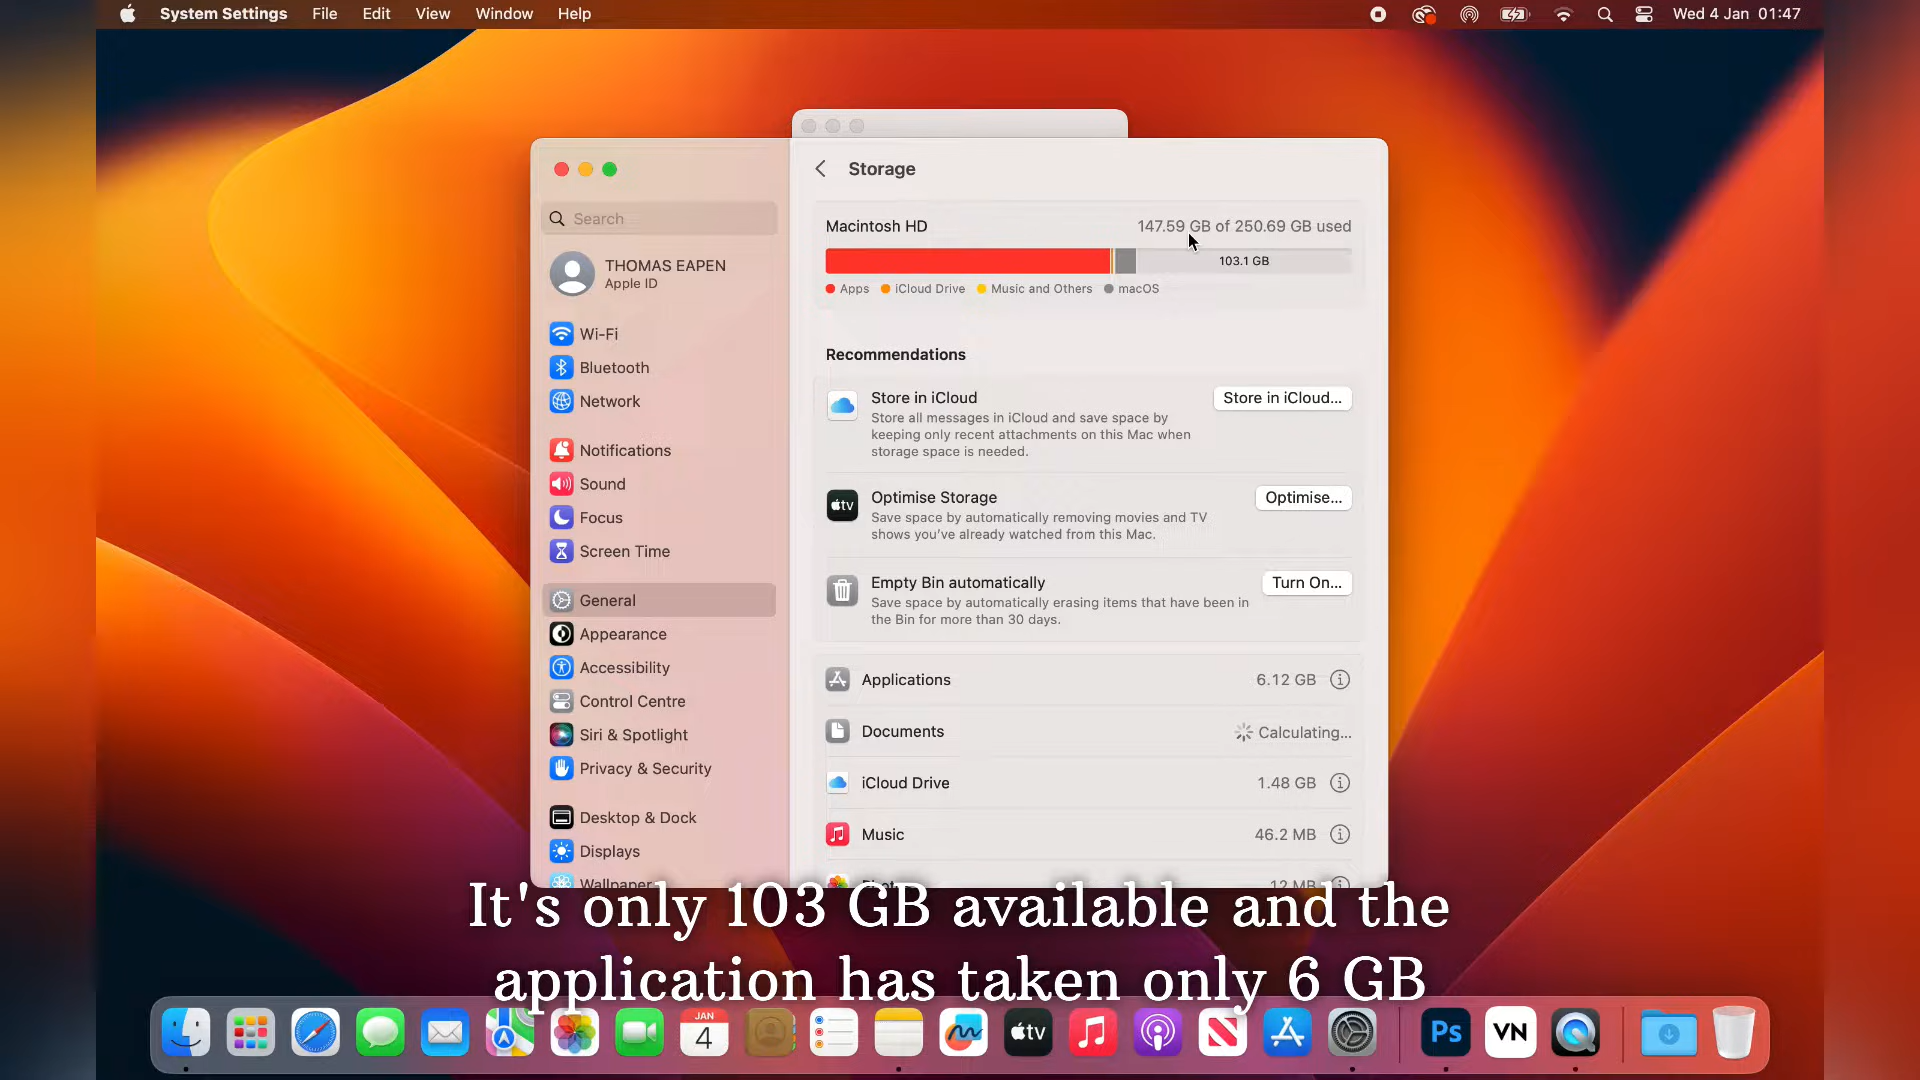 System Settings File Edit View Window Help Wed 4 Jan 01:47
Storage
Search
THOMAS EAPEN
Apple ID
Wi-Fi
Bluetooth
Network
Notifications
Sound
Focus
Screen Time
General
Appearance
Accessibility
Control Centre
Siri & Spotlight
Privacy & Security
Desktop & Dock
Displays
Wallpaper
Macintosh HD 147.59 GB of 250.69 GB used
103.1 GB
Apps iCloud Drive Music and Others macOS
Recommendations
Store in iCloud Store in iCloud...
Store all messages in iCloud and save space by
keeping only recent attachments on this Mac when
storage space is needed.
tv Optimise Storage Optimise...
Save space by automatically removing movies and TV
shows you've already watched from this Mac.
Empty Bin automatically Turn On...
Save space by automatically erasing items that have been in
the Bin for more than 30 days.
Applications 6.12 GB
Documents Calculating...
iCloud Drive 1.48 GB
Music 46.2 MB
12 MB
It's only 103 GB available and the
application has taken only 6 GB
JAN
4
tv
Ps
VN